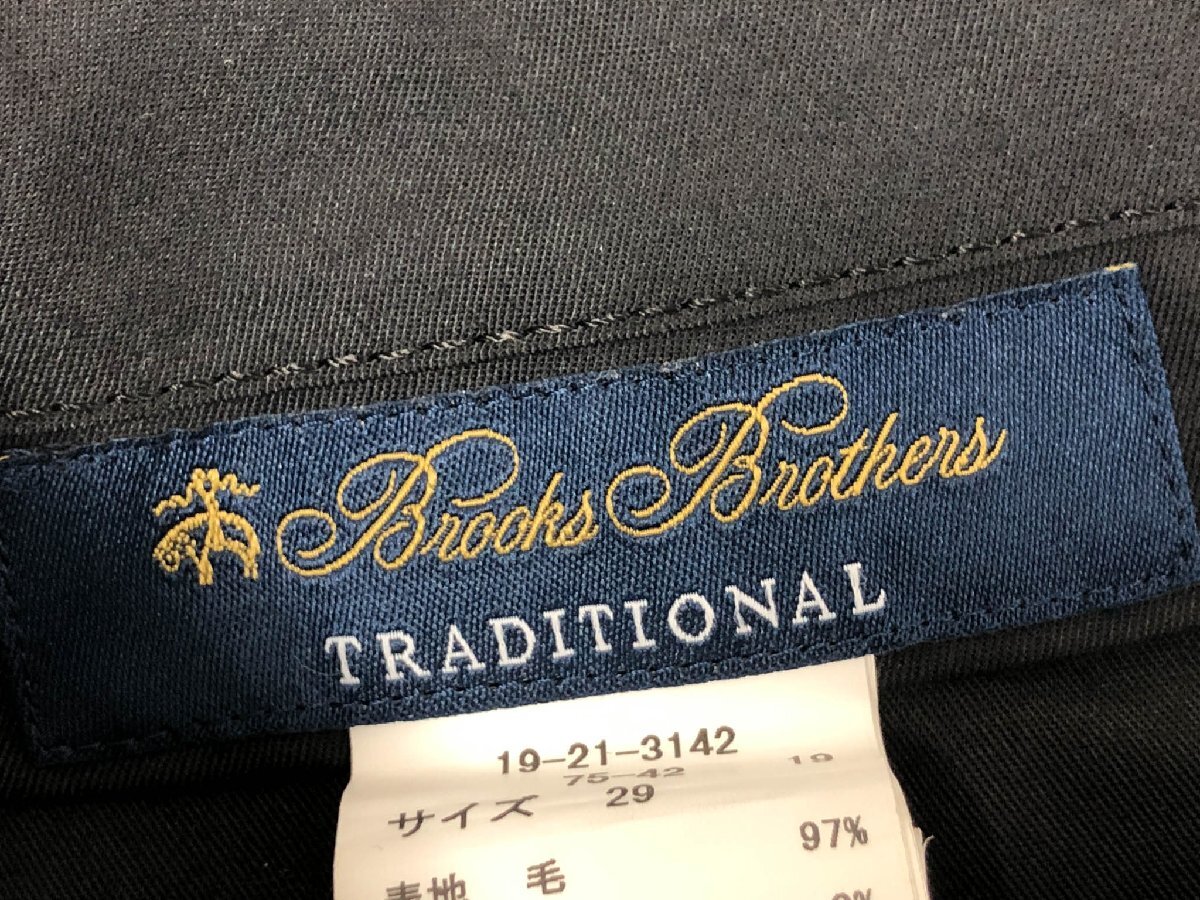 Brooks Brothers
TRADITIONAL
19-21-3142
75-42 19
サイズ 29
97%
表地 毛